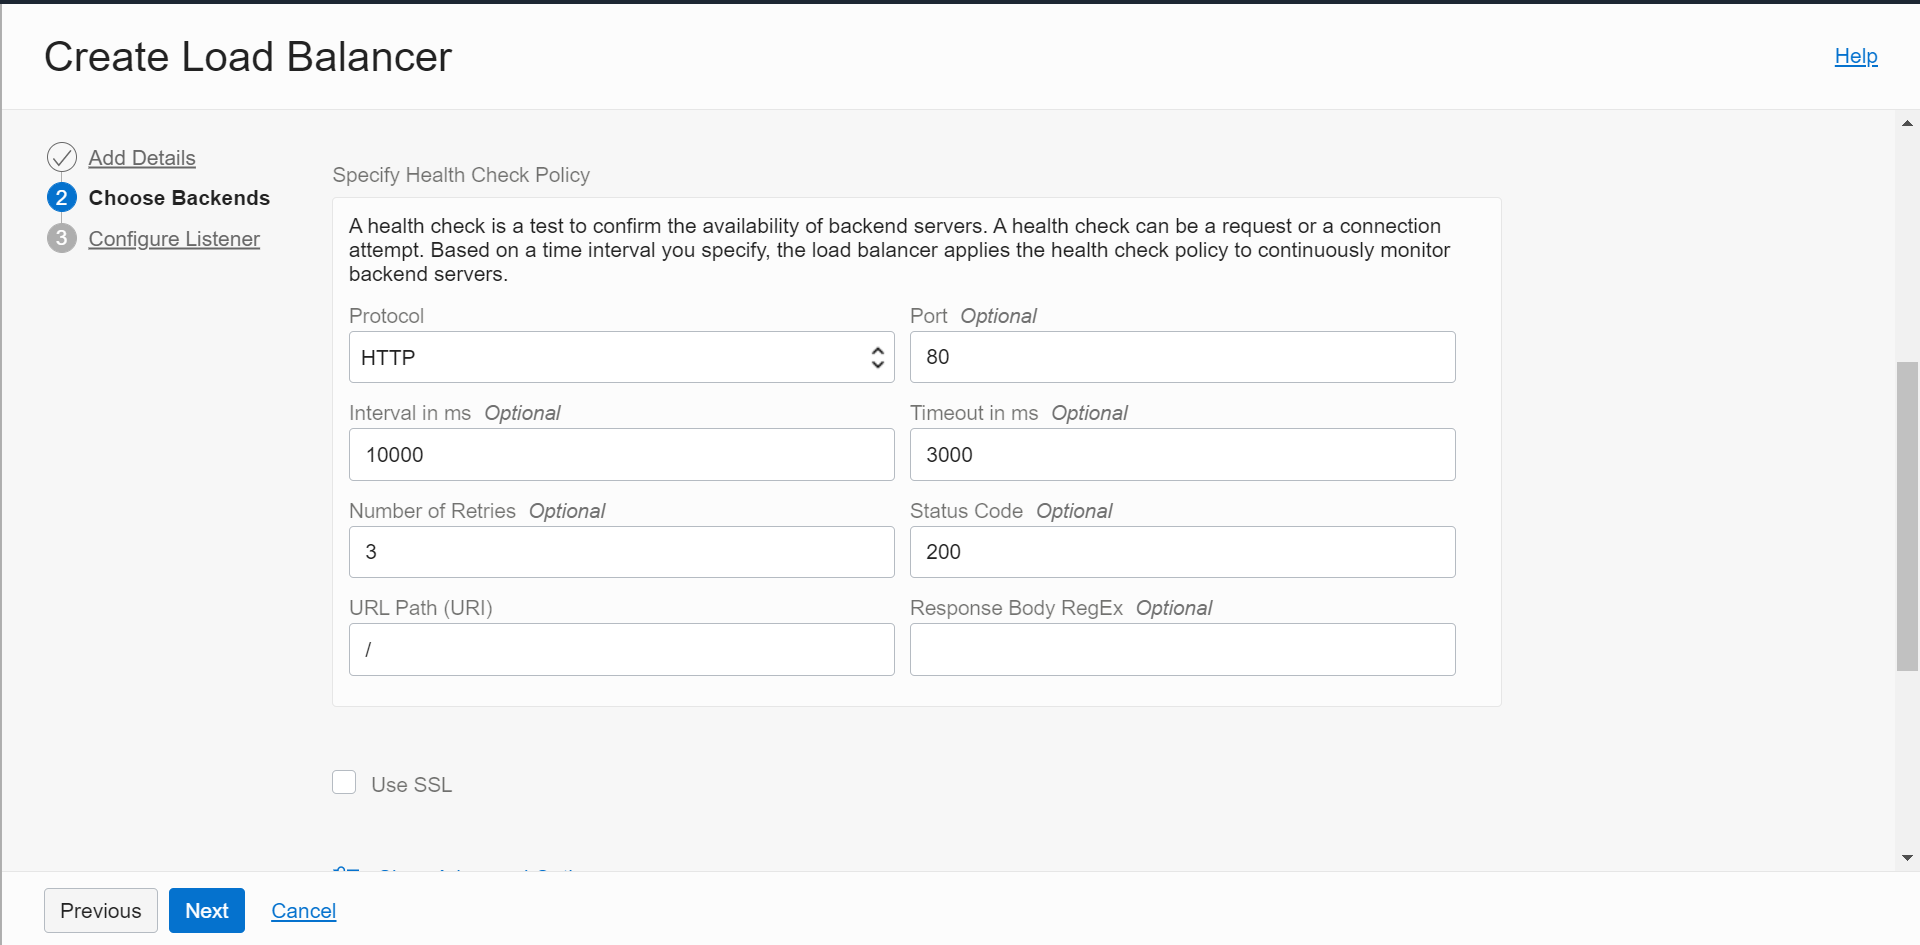 Create Load Balancer
Help
Add Details
2 Choose Backends
3 Configure Listener
Specify Health Check Policy
A health check is a test to confirm the availability of backend servers. A health check can be a request or a connection
attempt. Based on a time interval you specify, the load balancer applies the health check policy to continuously monitor
backend servers.
Protocol
HTTP
Port Optional
80
Interval in ms Optional
10000
Timeout in ms Optional
3000
Number of Retries Optional
3
Status Code Optional
200
URL Path (URI)
/
Response Body RegEx Optional
Use SSL
Previous
Next
Cancel